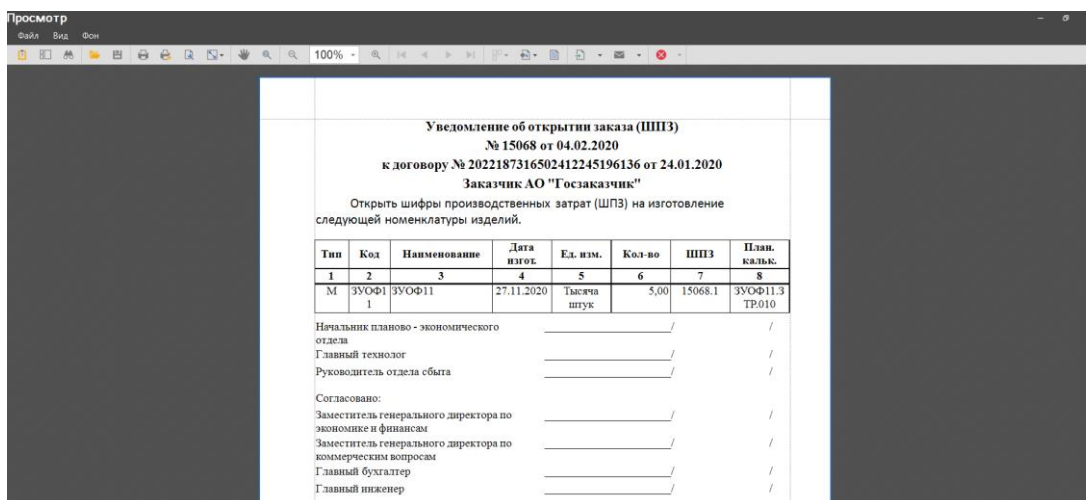 Просмотр
Файл Вид Фон
100%
Уведомление об открытии заказа (ШПЗ)
№ 15068 от 04.02.2020
к договору № 2022187316502412245196136 от 24.01.2020
Заказчик АО "Госзаказчик"
Открыть шифры производственных затрат (ШПЗ) на изготовление
следующей номенклатуры изделий.
Тип Код Наименование Дата изгот. Ед. изм. Кол-во ШПЗ План. кальк.
1 2 3 4 5 6 7 8
М ЗУОФ1 ЗУОФ11 27.11.2020 Тысяча 5,00 15068.1 ЗУОФ11.З
1 штук ТР.010
Начальник планово - экономического / /
отдела
Главный технолог / /
Руководитель отдела сбыта / /
Согласовано:
Заместитель генерального директора по / /
экономике и финансам
Заместитель генерального директора по / /
коммерческим вопросам
Главный бухгалтер / /
Главный инженер / /